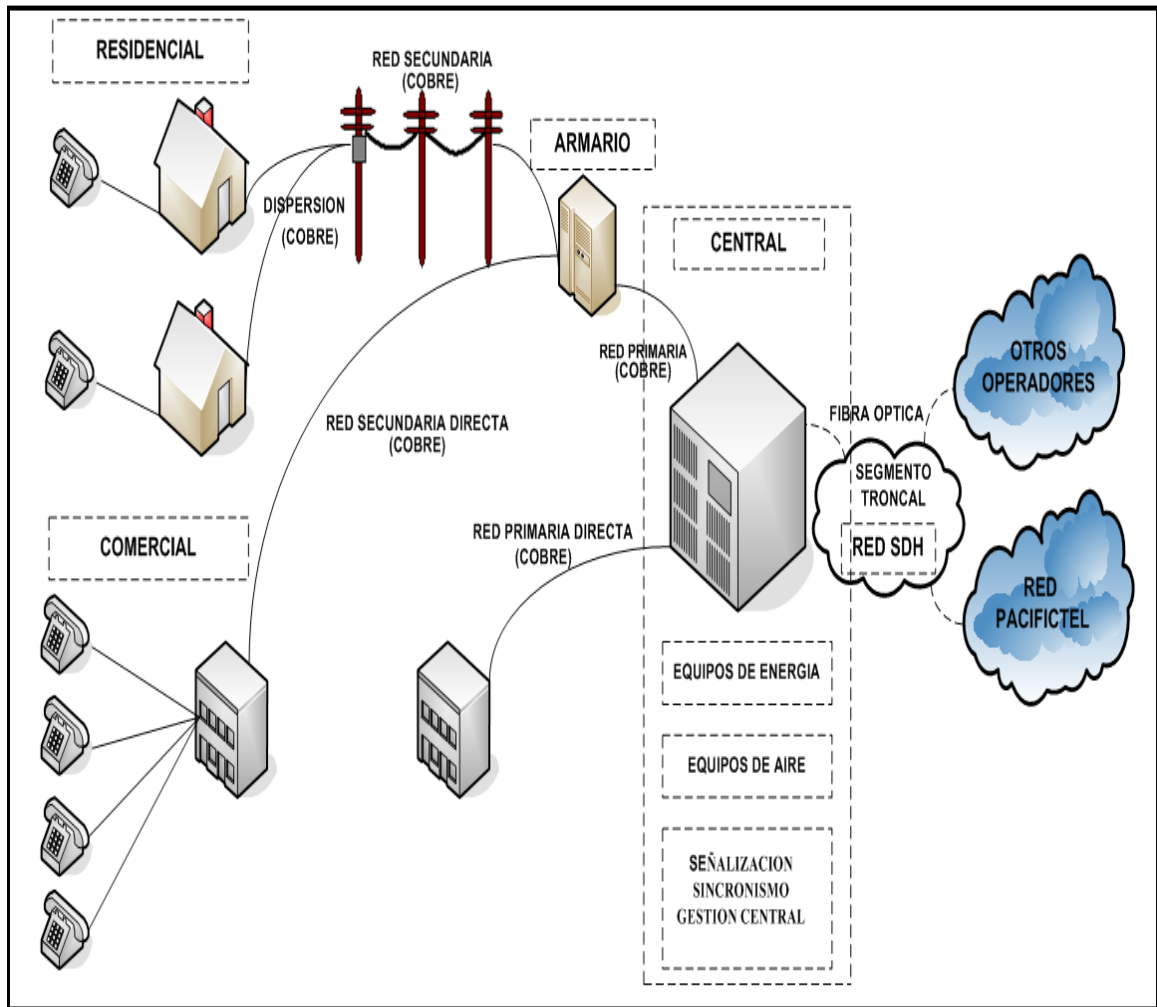 RESIDENCIAL
RED SECUNDARIA
(COBRE)
ARMARIO
DISPERSION
(COBRE)
CENTRAL
RED PRIMARIA
(COBRE)
OTROS
OPERADORES
FIBRA OPTICA
RED SECUNDARIA DIRECTA
(COBRE)
SEGMENTO
TRONCAL
RED SDH
COMERCIAL
RED PRIMARIA DIRECTA
(COBRE)
RED
PACIFICTEL
EQUIPOS DE ENERGIA
EQUIPOS DE AIRE
SEÑALIZACION
SINCRONISMO
GESTION CENTRAL